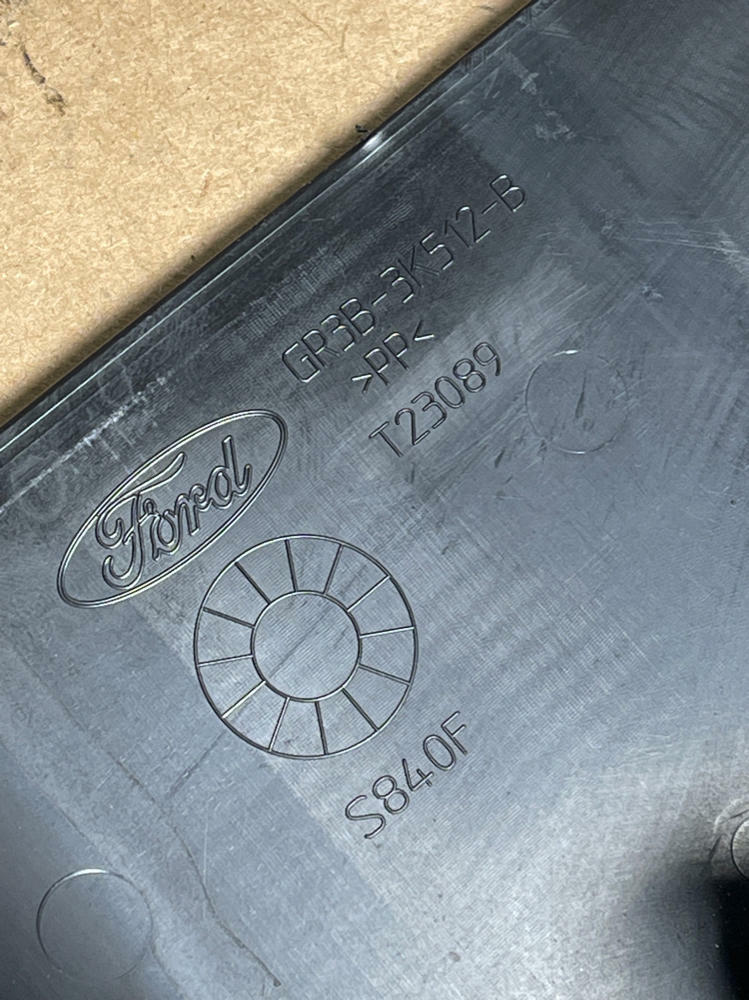 GR3B-3K512-B
>PP<
T23089
Ford
S840F